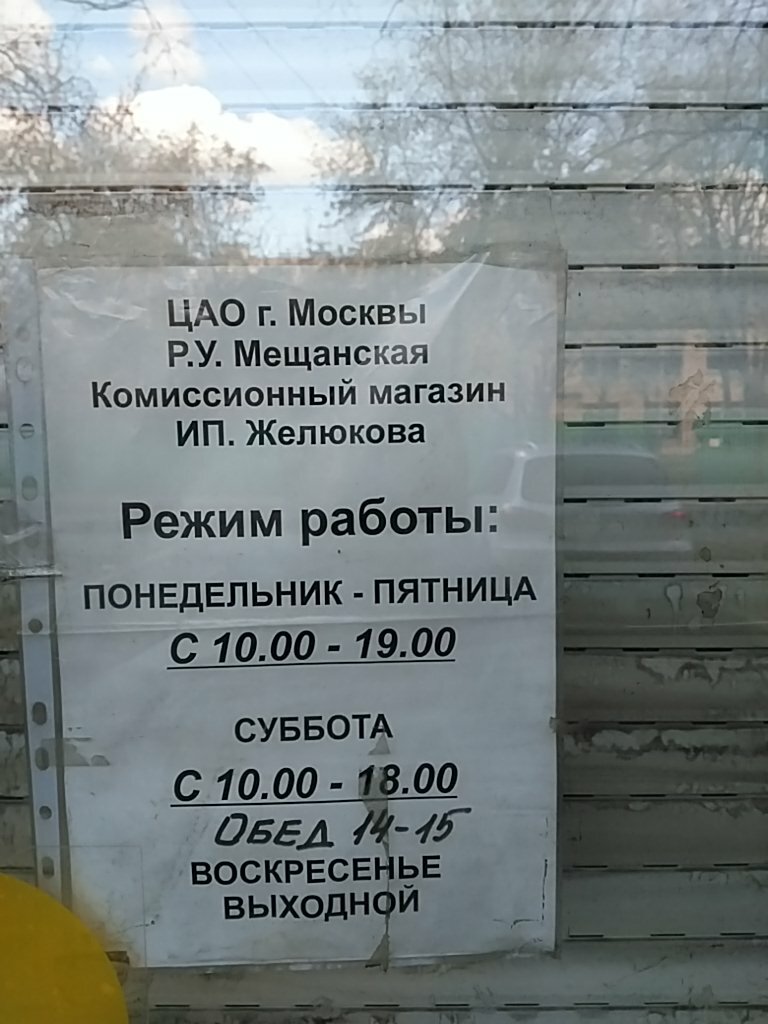 ЦАО г. Москвы
Р.У. Мещанская
Комиссионный магазин
ИП. Желюкова
Режим работы:
ПОНЕДЕЛЬНИК - ПЯТНИЦА
С 10.00 - 19.00
СУББОТА
С 10.00 - 18.00
ОБЕД 14-15
ВОСКРЕСЕНЬЕ
ВЫХОДНОЙ